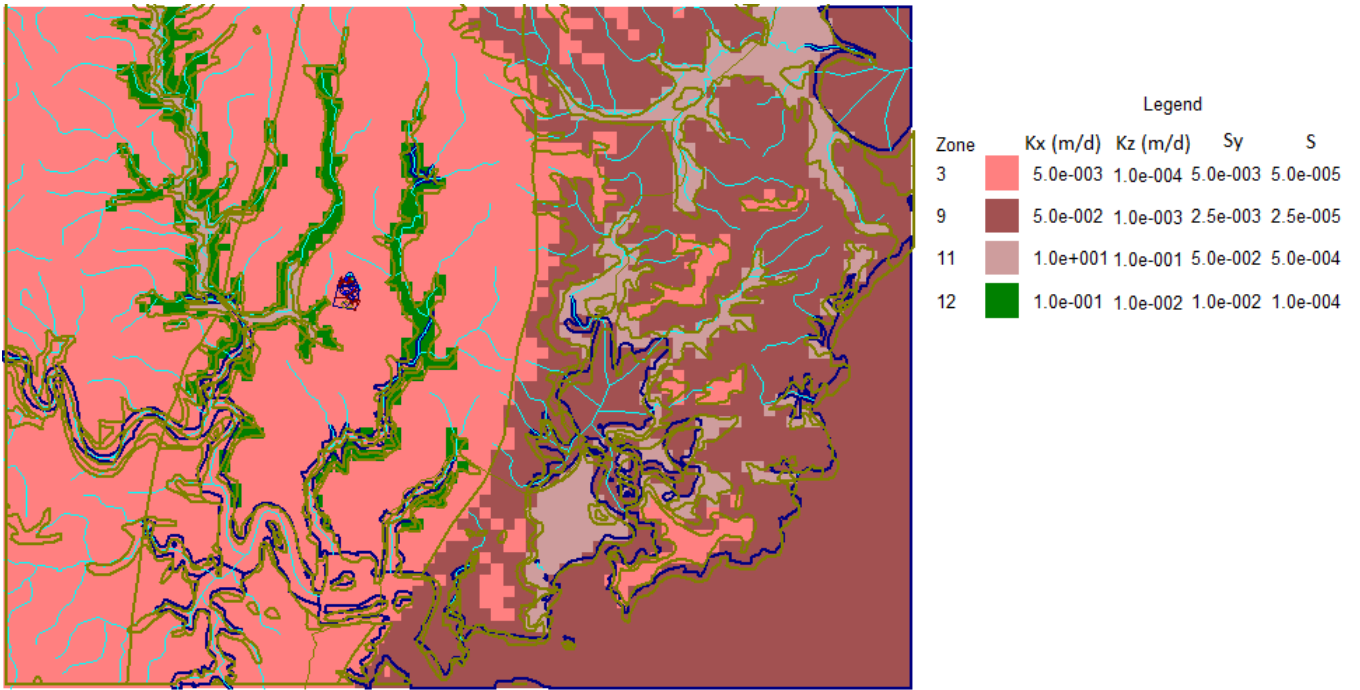 Legend
Zone Kx (m/d) Kz (m/d) Sy S
3 5.0e-003 1.0e-004 5.0e-003 5.0e-005
9 5.0e-002 1.0e-003 2.5e-003 2.5e-005
11 1.0e+001 1.0e-001 5.0e-002 5.0e-004
12 1.0e-001 1.0e-002 1.0e-002 1.0e-004